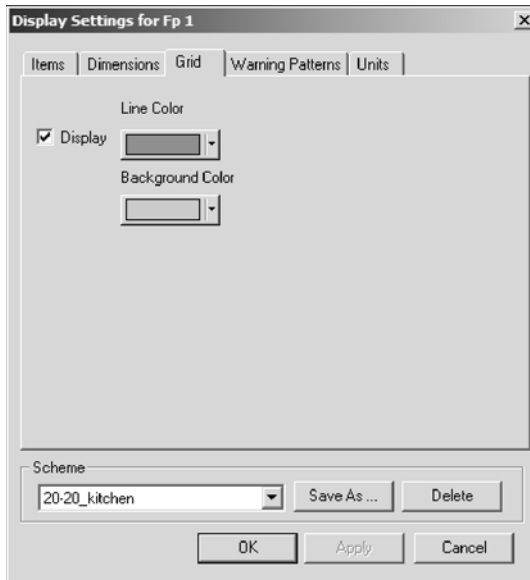 Display Settings for Fp 1
Items Dimensions Grid Warning Patterns Units
Line Color
Display
Background Color
Scheme
20-20_kitchen Save As ... Delete
OK Apply Cancel